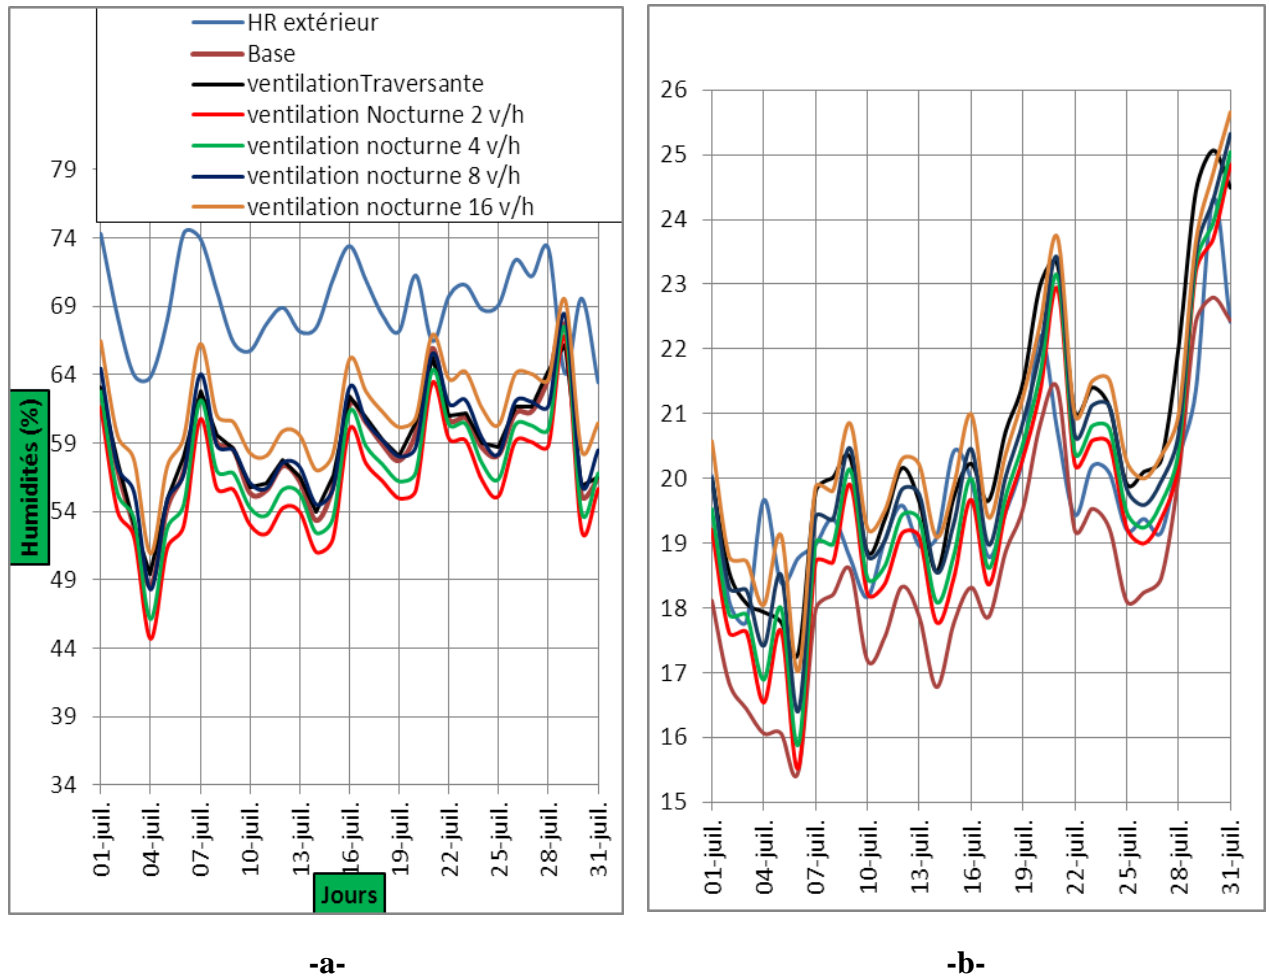 HR extérieur
Base
ventilationTraversante
ventilation Nocturne 2 v/h
ventilation nocturne 4 v/h
ventilation nocturne 8 v/h
ventilation nocturne 16 v/h
79
74
69
64
59
54
49
44
39
34
Humidités (%)
01-juil.
04-juil.
07-juil.
10-juil.
13-juil.
16-juil.
19-juil.
22-juil.
25-juil.
28-juil.
31-juil.
Jours
-a-
26
25
24
23
22
21
20
19
18
17
16
15
01-juil.
04-juil.
07-juil.
10-juil.
13-juil.
16-juil.
19-juil.
22-juil.
25-juil.
28-juil.
31-juil.
-b-